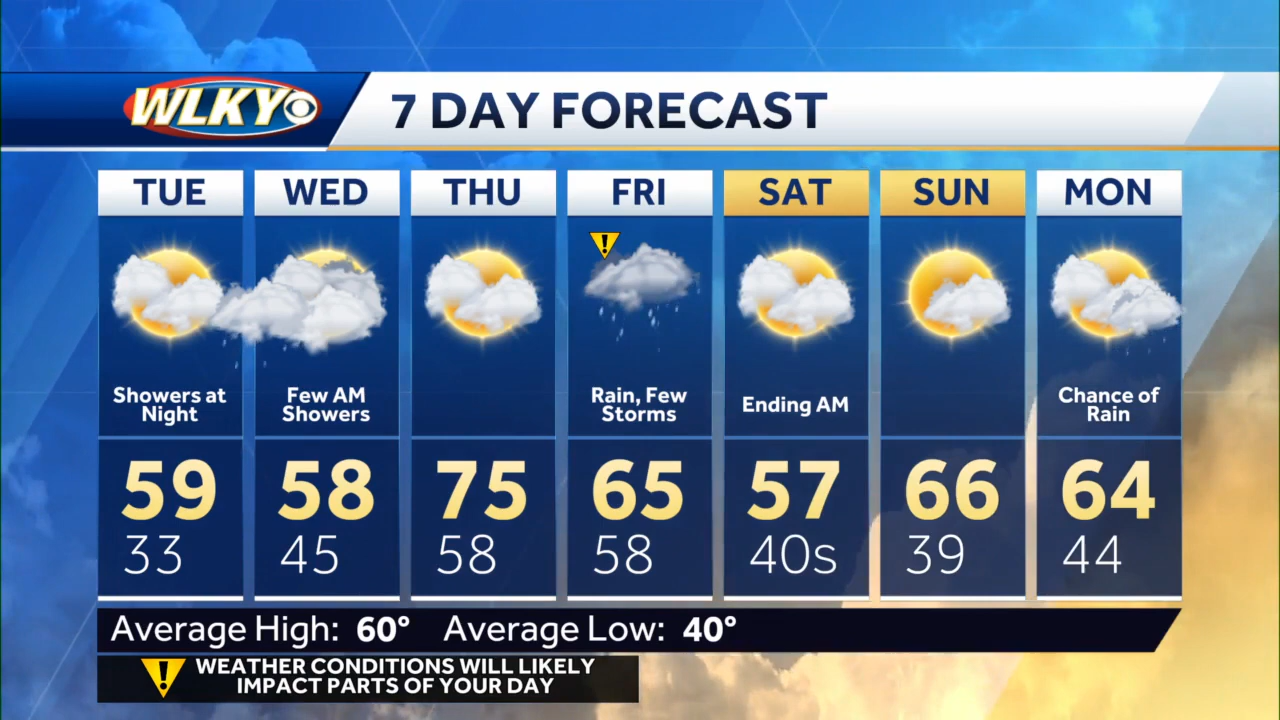 WLKY
7 DAY FORECAST
TUE
WED
THU
FRI
SAT
SUN
MON
!
Showers at
Night
Few AM
Showers
Rain, Few
Storms
Ending AM
Chance of
Rain
59
58
75
65
57
66
64
33
45
58
58
40s
39
44
Average High: 60° Average Low: 40°
!
WEATHER CONDITIONS WILL LIKELY
IMPACT PARTS OF YOUR DAY